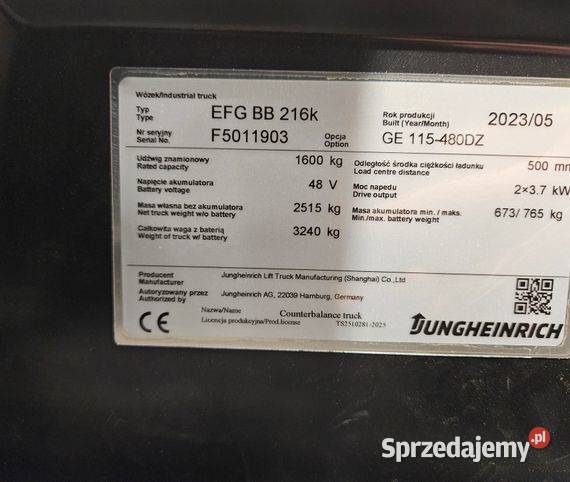 Wózek/Industrial truck
Typ EFG BB 216k Rok produkcji 2023/05
Type Built (Year/Month)
Nr seryjny F5011903 Opcja GE 115-480DZ
Serial No. Option
Udźwig znamionowy 1600 kg Odległość środka ciężkości ładunku 500 mm
Rated capacity Load centre distance
Napięcie akumulatora 48 V Moc napędu 2×3.7 kW
Battery voltage Drive output
Masa własna bez akumulatora 2515 kg Masa akumulatora min. / maks. 673/ 765 kg
Net truck weight w/o battery Min./max. battery weight
Całkowita waga z baterią 3240 kg
Weight of truck w/ battery
Producent Jungheinrich Lift Truck Manufacturing (Shanghai) Co.,Ltd
Manufacturer
Autoryzowany przez Jungheinrich AG, 22039 Hamburg, Germany
Authorized by
Nazwa/Name Counterbalance truck
Licencja produkcyjna/Prod.license TS2510281-2025
CE
JUNGHEINRICH
Sprzedajemy.pl